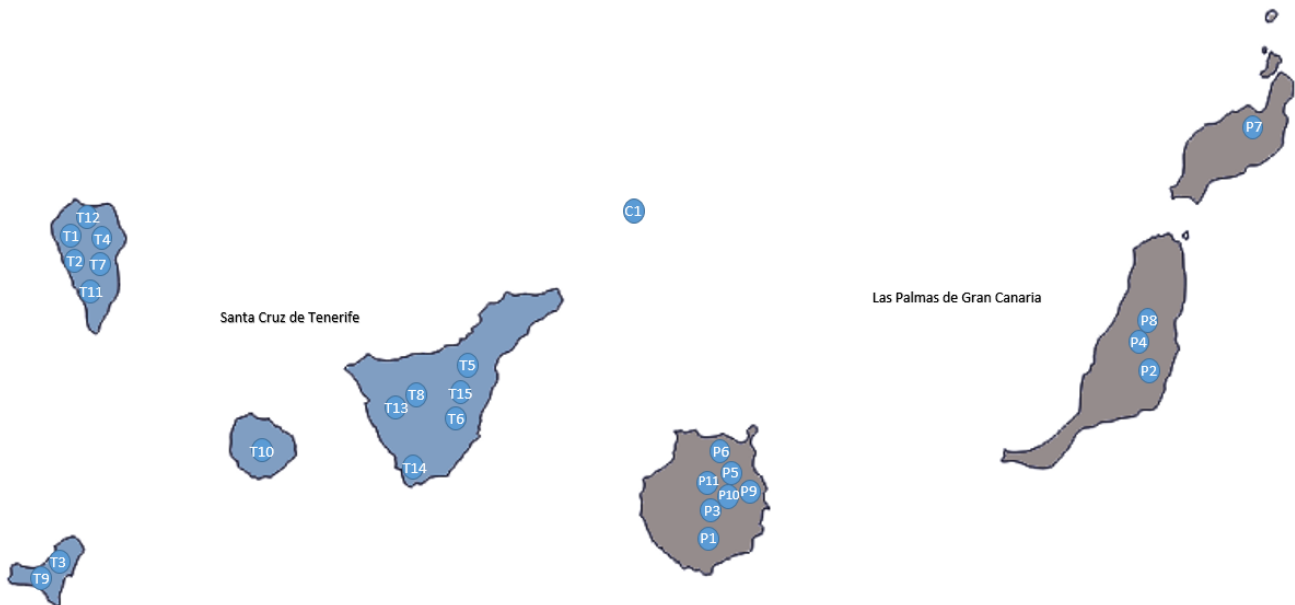 P7
T12
C1
T1
T4
T2
T7
T11
Las Palmas de Gran Canaria
Santa Cruz de Tenerife
P8
P4
P2
T5
T8
T15
T13
T6
T10
T14
P6
P5
P11
P10
P9
P3
P1
T3
T9